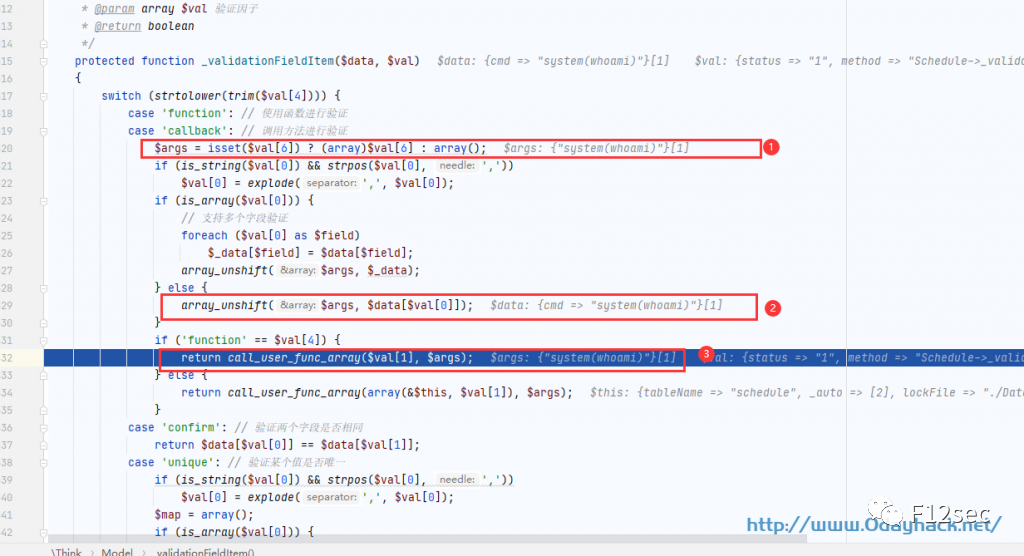 12 * @param array $val 验证因子
13 * @return boolean
14 */
15 protected function _validationFieldItem($data, $val) $data: {cmd => "system(whoami)"}[1] $val: {status => "1", method => "Schedule->_valida
16 {
17 switch (strtolower(trim($val[4]))) {
18 case 'function': // 使用函数进行验证
19 case 'callback': // 调用方法进行验证
20 $args = isset($val[6]) ? (array)$val[6] : array(); $args: {"system(whoami)"}[1] 1
21 if (is_string($val[0]) && strpos($val[0], needle: ','))
22 $val[0] = explode( separator: ',', $val[0]);
23 if (is_array($val[0])) {
24 // 支持多个字段验证
25 foreach ($val[0] as $field)
26 $_data[$field] = $data[$field];
27 array_unshift( &array: $args, $_data);
28 } else {
29 array_unshift( &array: $args, $data[$val[0]]); $data: {cmd => "system(whoami)"}[1] 2
30 }
31 if ('function' == $val[4]) {
32 return call_user_func_array($val[1], $args); $args: {"system(whoami)"}[1] 3 val: {status => "1", method => "Schedule->_valida
33 } else {
34 return call_user_func_array(array(&$this, $val[1]), $args); $this: {tableName => "schedule", _auto => [2], lockFile => "./Data
35 }
36 case 'confirm': // 验证两个字段是否相同
37 return $data[$val[0]] == $data[$val[1]];
38 case 'unique': // 验证某个值是否唯一
39 if (is_string($val[0]) && strpos($val[0], needle: ','))
40 $val[0] = explode( separator: ',', $val[0]);
41 $map = array();
42 if (is_array($val[0])) {
F12sec
http://www.0dayhack.net/
\Think › Model › _validationFieldItem()